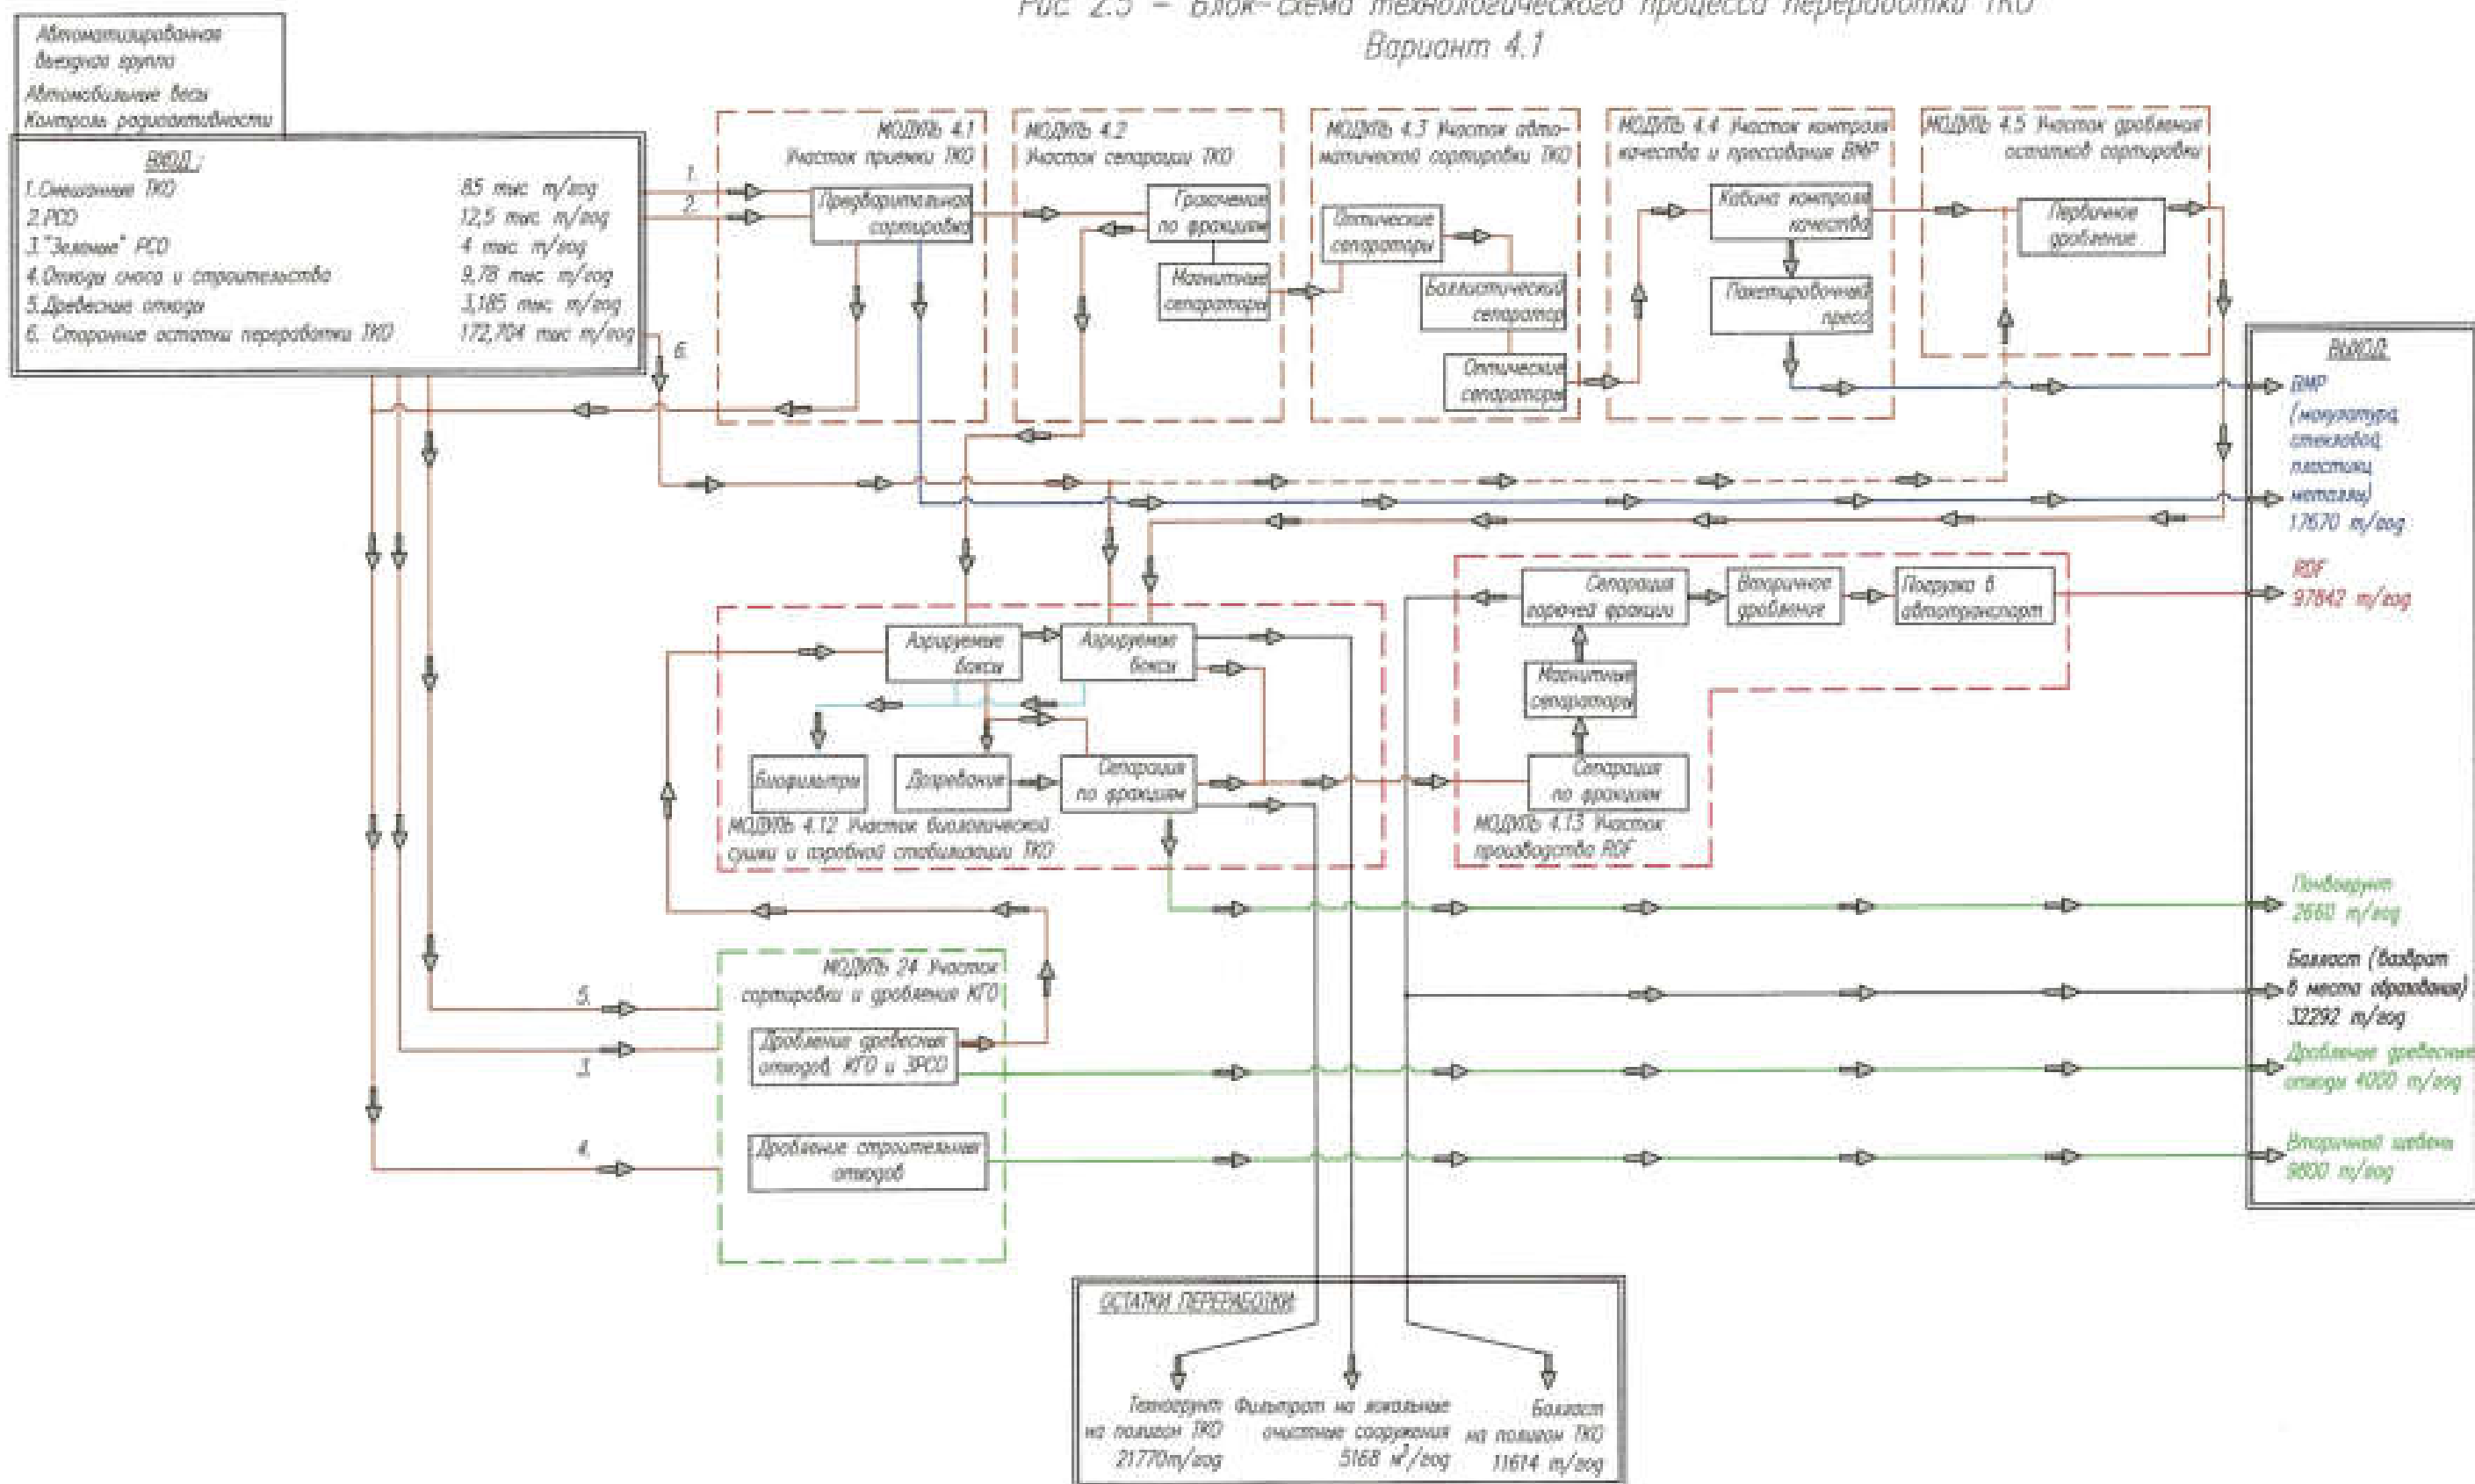 Рис 2.5 - Блок-схема технологического процесса переработки ТКО
Вариант 4.1
Автоматизированная
въездная группа
Автомобильные весы
Контроль радиоактивности
ВХОД:
1.Смешанные ТКО 85 тыс т/год
2.РСО 12,5 тыс т/год
3."Зеленые" РСО 4 тыс т/год
4.Отходы сноса и строительства 9,78 тыс т/год
5.Древесные отходы 3,185 тыс т/год
6. Сторонние остатки переработки ТКО 172,704 тыс т/год
1.
2.
6.
МОДУЛЬ 4.1
Участок приемки ТКО
Предварительная
сортировка
МОДУЛЬ 4.2
Участок сепарации ТКО
Грохочение
по фракциям
Магнитные
сепараторы
МОДУЛЬ 4.3 Участок авто-
матической сортировки ТКО
Оптические
сепараторы
Баллистический
сепаратор
Оптические
сепараторы
МОДУЛЬ 4.4 Участок контроля
качества и прессования ВМР
Кабина контроля
качества
Пакетировочный
пресс
МОДУЛЬ 4.5 Участок дробления
остатков сортировки
Первичное
дробление
ВЫХОД:
ВМР
(макулатура,
стеклобой,
пластики,
металлы)
17670 т/год
RDF
97842 т/год
Почвогрунт
2660 т/год
Балласт (возврат
в места образования)
32292 т/год
Дробленые древесные
отходы 4000 т/год
Вторичный щебень
9800 т/год
Аэрируемые
боксы
Аэрируемые
боксы
Биофильтры
Дозревание
Сепарация
по фракциям
МОДУЛЬ 4.12 Участок биологической
сушки и аэробной стабилизации ТКО
Сепарация
горючей фракции
Вторичное
дробление
Погрузка в
автотранспорт
Магнитные
сепараторы
Сепарация
по фракциям
МОДУЛЬ 4.13 Участок
производства RDF
МОДУЛЬ 24 Участок
сортировки и дробления КГО
5.
3.
4.
Дробление древесных
отходов, КГО и ЗРСО
Дробление строительных
отходов
ОСТАТКИ ПЕРЕРАБОТКИ:
Техногрунт
на полигон ТКО
21770т/год
Фильтрат на локальные
очистные сооружения
5168 м³/год
Балласт
на полигон ТКО
11614 т/год